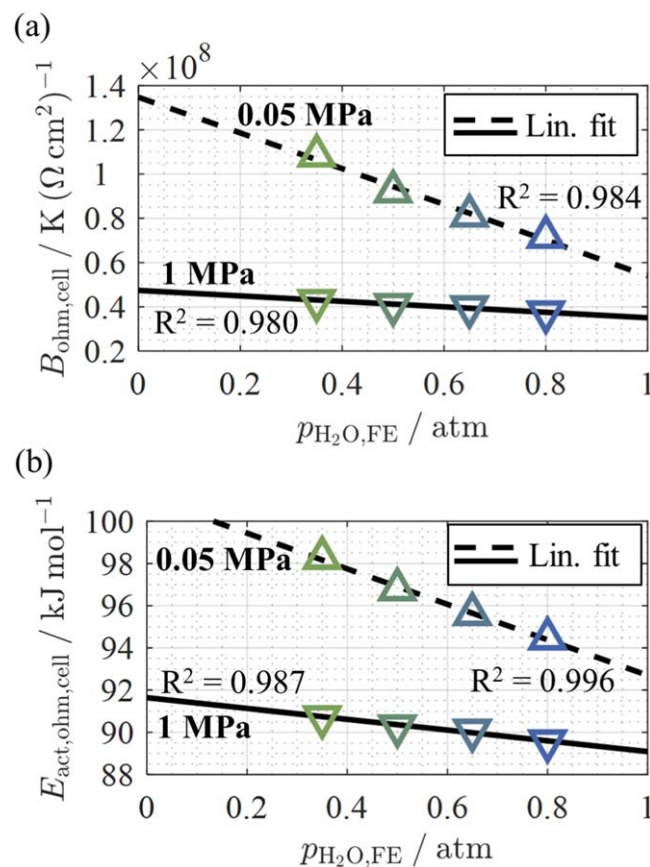 (a)
×10⁸
1.4
1.2
1
0.8
0.6
0.4
0.2
B_ohm,cell / K (Ω cm²)⁻¹
0.05 MPa
Lin. fit
R² = 0.984
1 MPa
R² = 0.980
0 0.2 0.4 0.6 0.8 1
p_H₂O,FE / atm
(b)
100
98
96
94
92
90
88
E_act,ohm,cell / kJ mol⁻¹
0.05 MPa
Lin. fit
R² = 0.987
R² = 0.996
1 MPa
0 0.2 0.4 0.6 0.8 1
p_H₂O,FE / atm